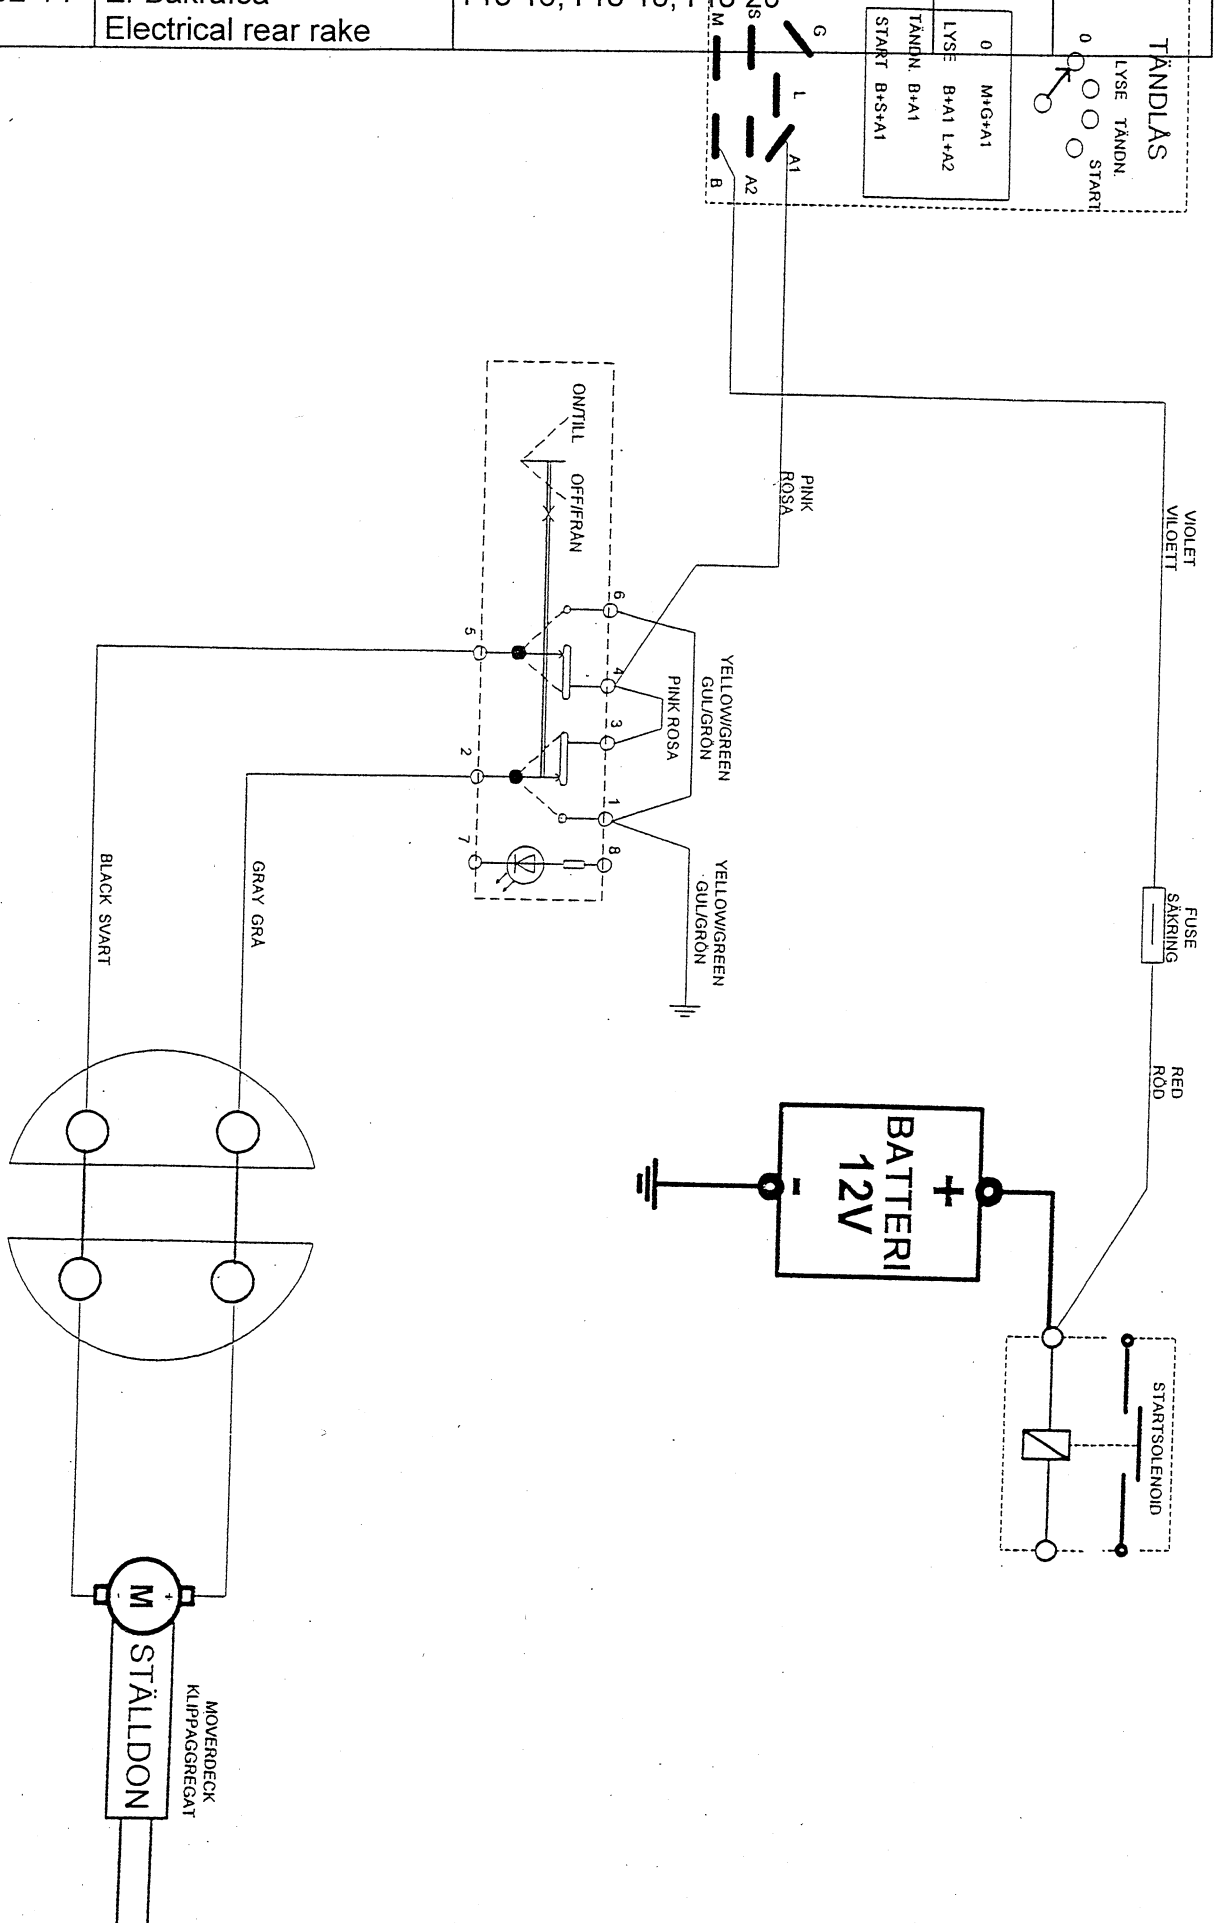 Electrical rear rake
TÄNDLÅS
0
LYSE TÄNDN.
START
0 M+G+A1
LYSE B+A1 L+A2
TÄNDN. B+A1
START B+S+A1
G
L
A1
A2
M
B
VIOLET
VILOETT
PINK
ROSA
ON/TILL OFF/FRÅN
6
4
3
1
8
5
2
7
YELLOW/GREEN
GUL/GRÖN
PINK ROSA
YELLOW/GREEN
GUL/GRÖN
FUSE
SÄKRING
RED
RÖD
BLACK SVART
GRAY GRA
BATTERI
12V
+
-
STARTSOLENOID
M
+
-
STÄLLDON
MOVERDECK
KLIPPAGGREGAT